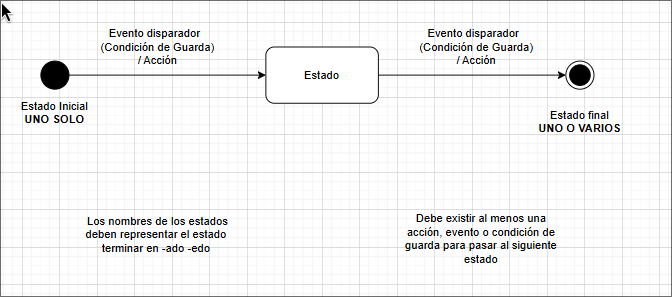 Evento disparador
(Condición de Guarda)
/ Acción
Evento disparador
(Condición de Guarda)
/ Acción
Estado
Estado Inicial
UNO SOLO
Estado final
UNO O VARIOS
Los nombres de los estados
deben representar el estado
terminar en -ado -edo
Debe existir al menos una
acción, evento o condición de
guarda para pasar al siguiente
estado